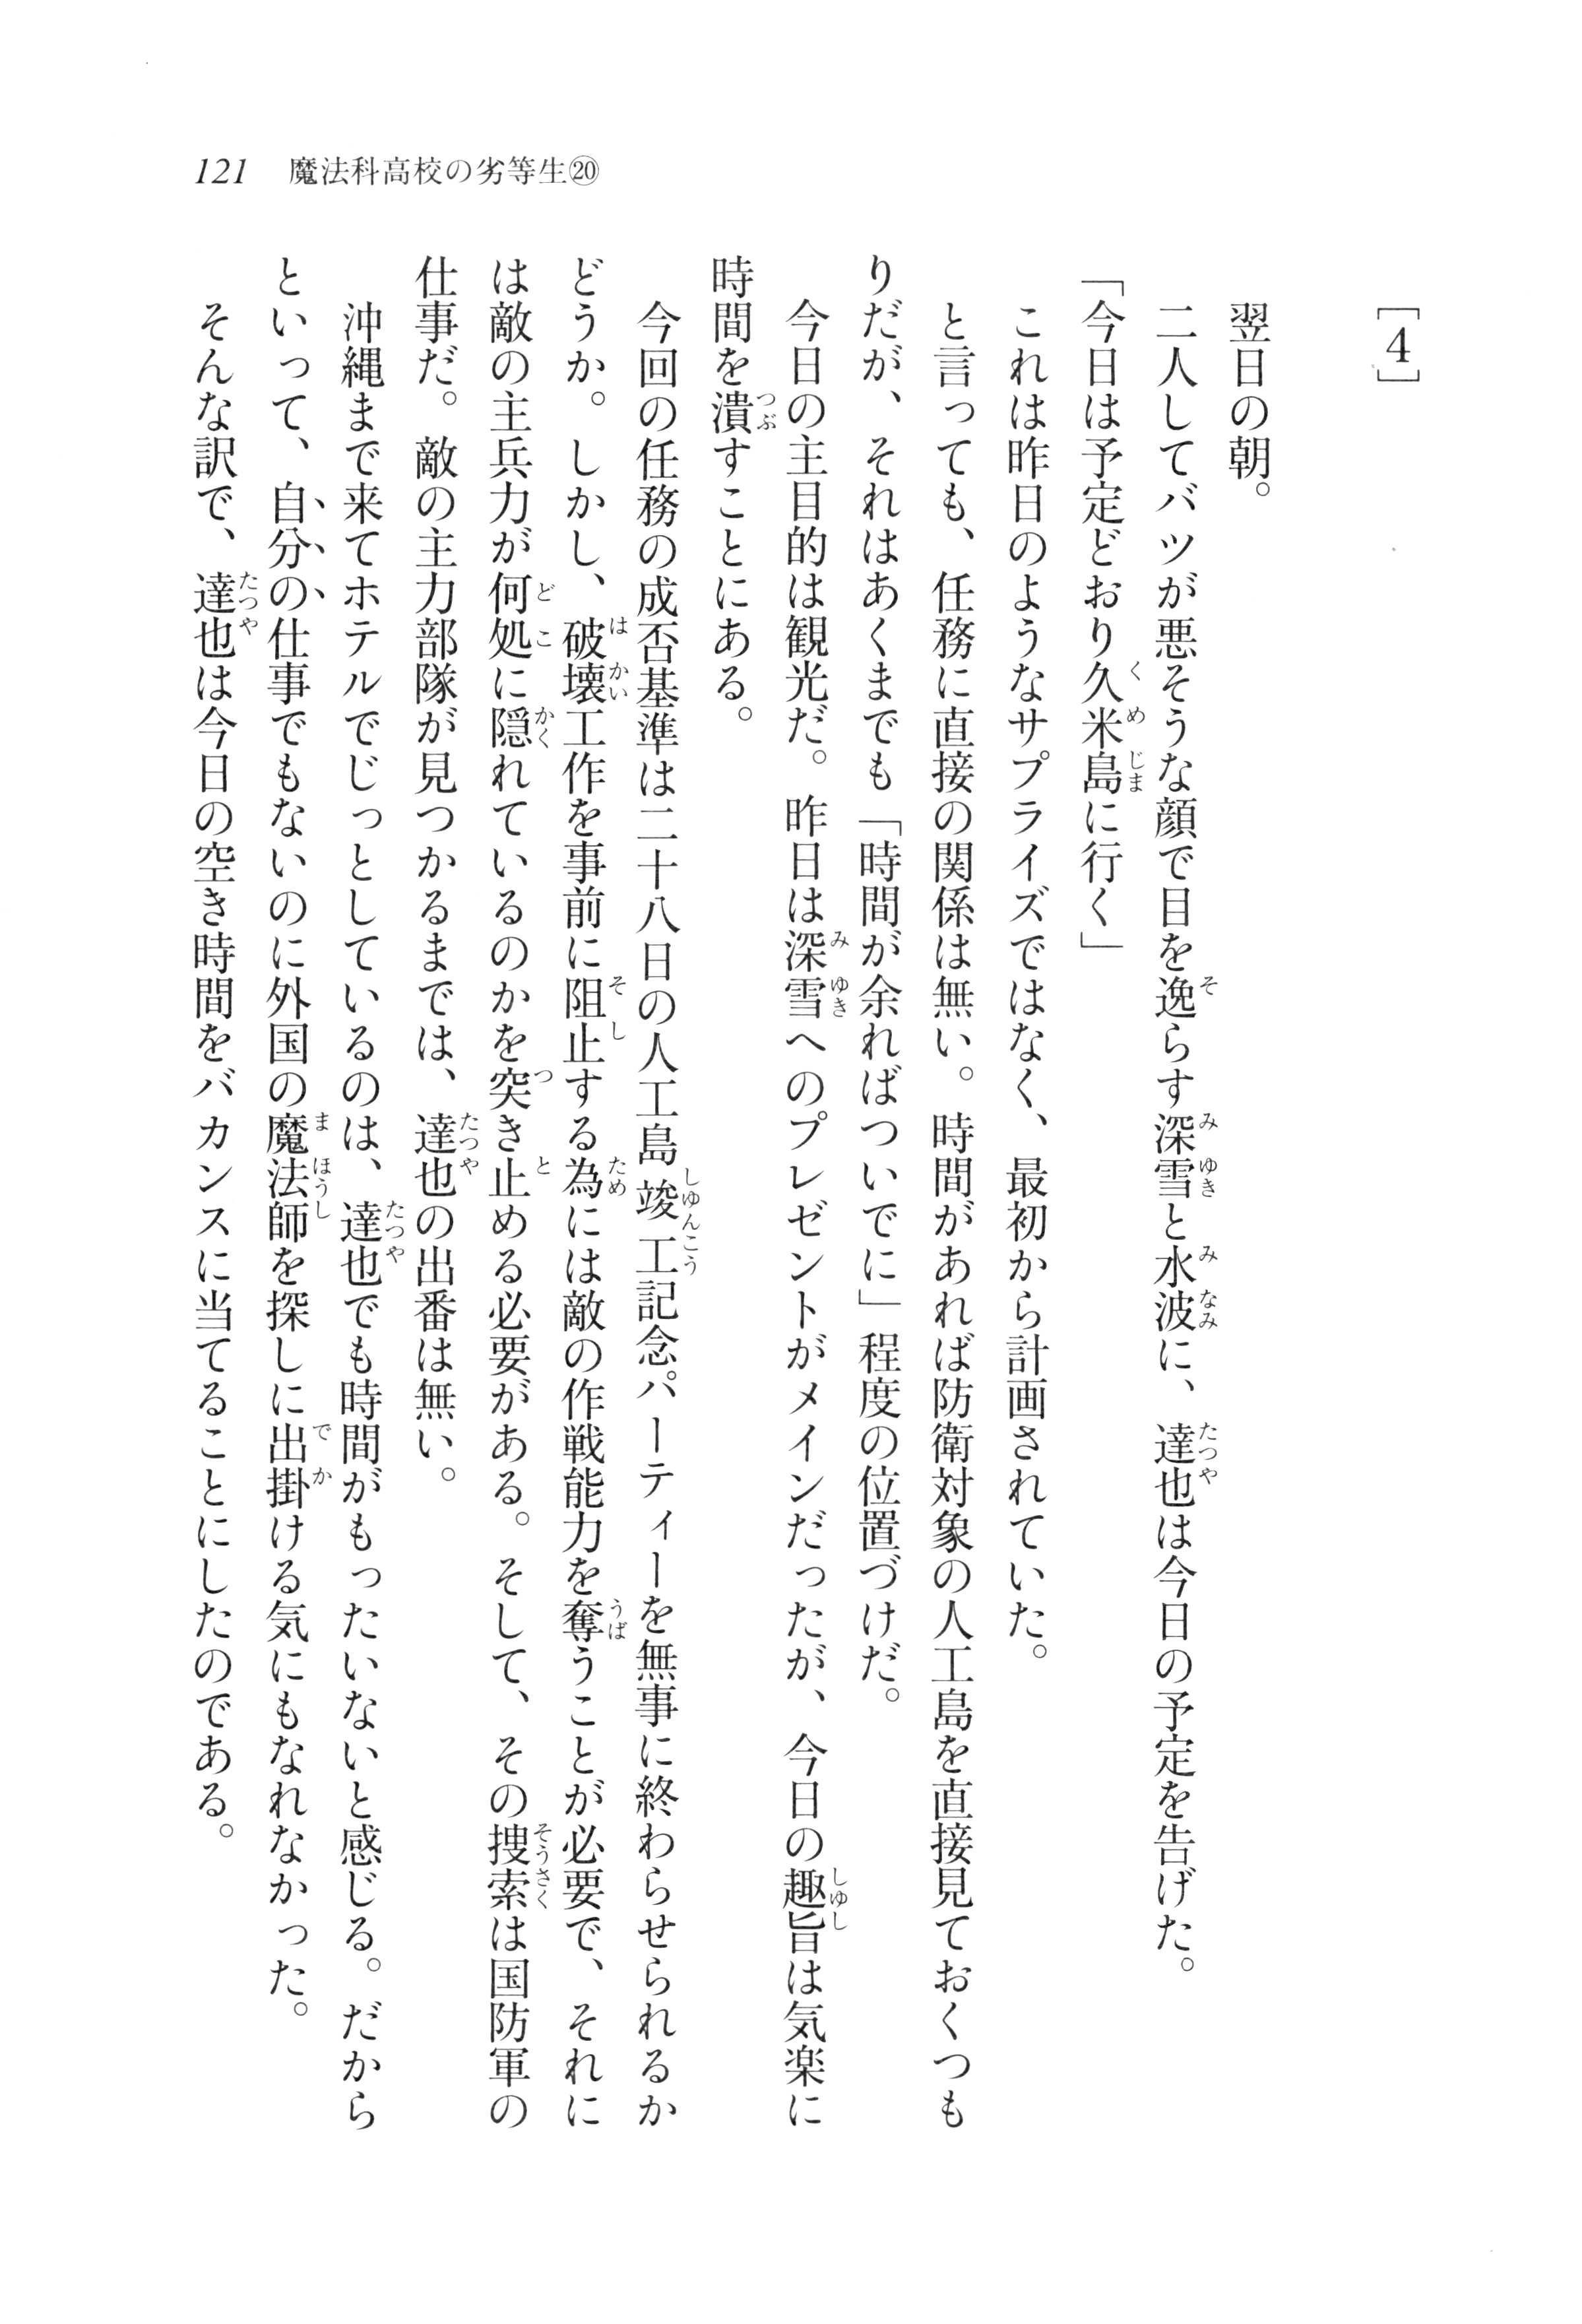 121 魔法科高校の劣等生⑳
［4］
翌日の朝。
二人してバツが悪そうな顔で目を逸らす深雪と水波に、達也は今日の予定を告げた。
「今日は予定どおり久米島に行く」
これは昨日のようなサプライズではなく、最初から計画されていた。
と言っても、任務に直接の関係は無い。時間があれば防衛対象の人工島を直接見ておくつも
りだが、それはあくまでも「時間が余ればついでに」程度の位置づけだ。
今日の主目的は観光だ。昨日は深雪へのプレゼントがメインだったが、今日の趣旨は気楽に
時間を潰すことにある。
今回の任務の成否基準は二十八日の人工島竣工記念パーティーを無事に終わらせられるか
どうか。しかし、破壊工作を事前に阻止する為には敵の作戦能力を奪うことが必要で、それに
は敵の主兵力が何処に隠れているのかを突き止める必要がある。そして、その捜索は国防軍の
仕事だ。敵の主力部隊が見つかるまでは、達也の出番は無い。
沖縄まで来てホテルでじっとしているのは、達也でも時間がもったいないと感じる。だから
といって、自分の仕事でもないのに外国の魔法師を探しに出掛ける気にもなれなかった。
そんな訳で、達也は今日の空き時間をバカンスに当てることにしたのである。